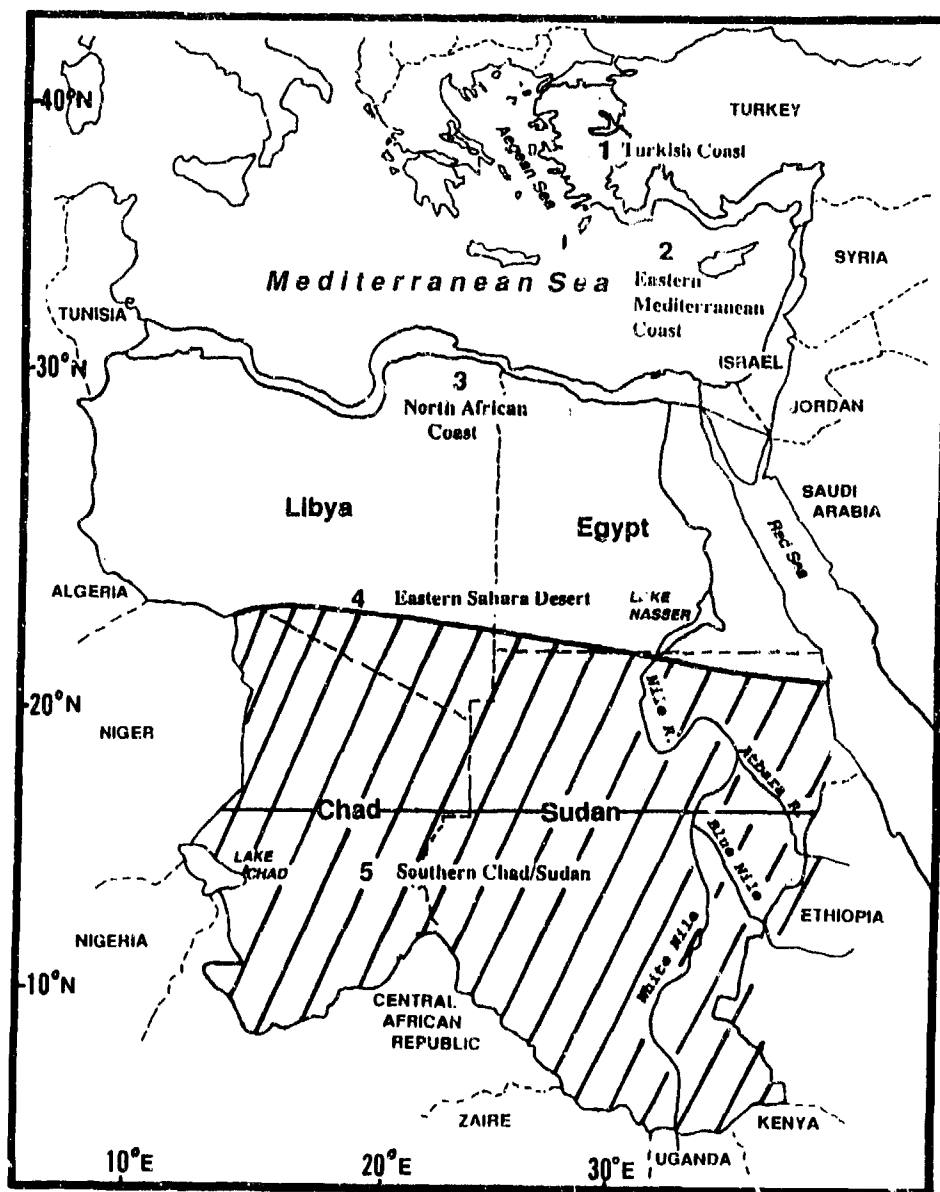 40°N
TURKEY
Aegean Sea
1 Turkish Coast
2
Eastern
Mediterranean
Coast
SYRIA
Mediterranean Sea
TUNISIA
30°N
ISRAEL
JORDAN
3
North African
Coast
SAUDI
ARABIA
Libya
Egypt
Red Sea
ALGERIA
4 Eastern Sahara Desert
LAKE
NASSER
20°N
Nile R.
NIGER
Atbara R.
Chad
Sudan
Blue Nile
LAKE
CHAD
5 Southern Chad/Sudan
ETHIOPIA
NIGERIA
White Nile
10°N
CENTRAL
AFRICAN
REPUBLIC
ZAIRE
KENYA
UGANDA
10°E
20°E
30°E